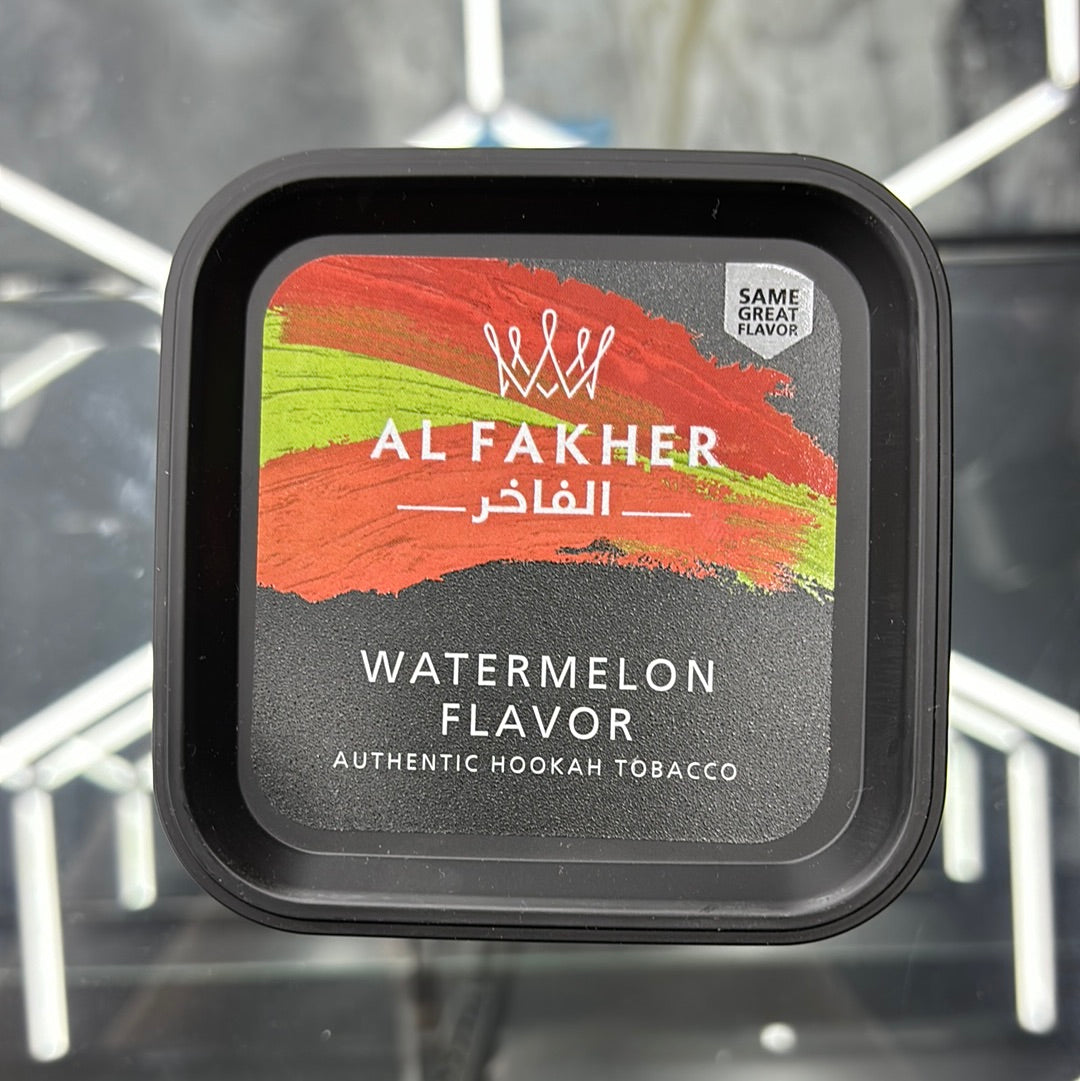 SAME
GREAT
FLAVOR
AL FAKHER
الفاخر
WATERMELON
FLAVOR
AUTHENTIC HOOKAH TOBACCO